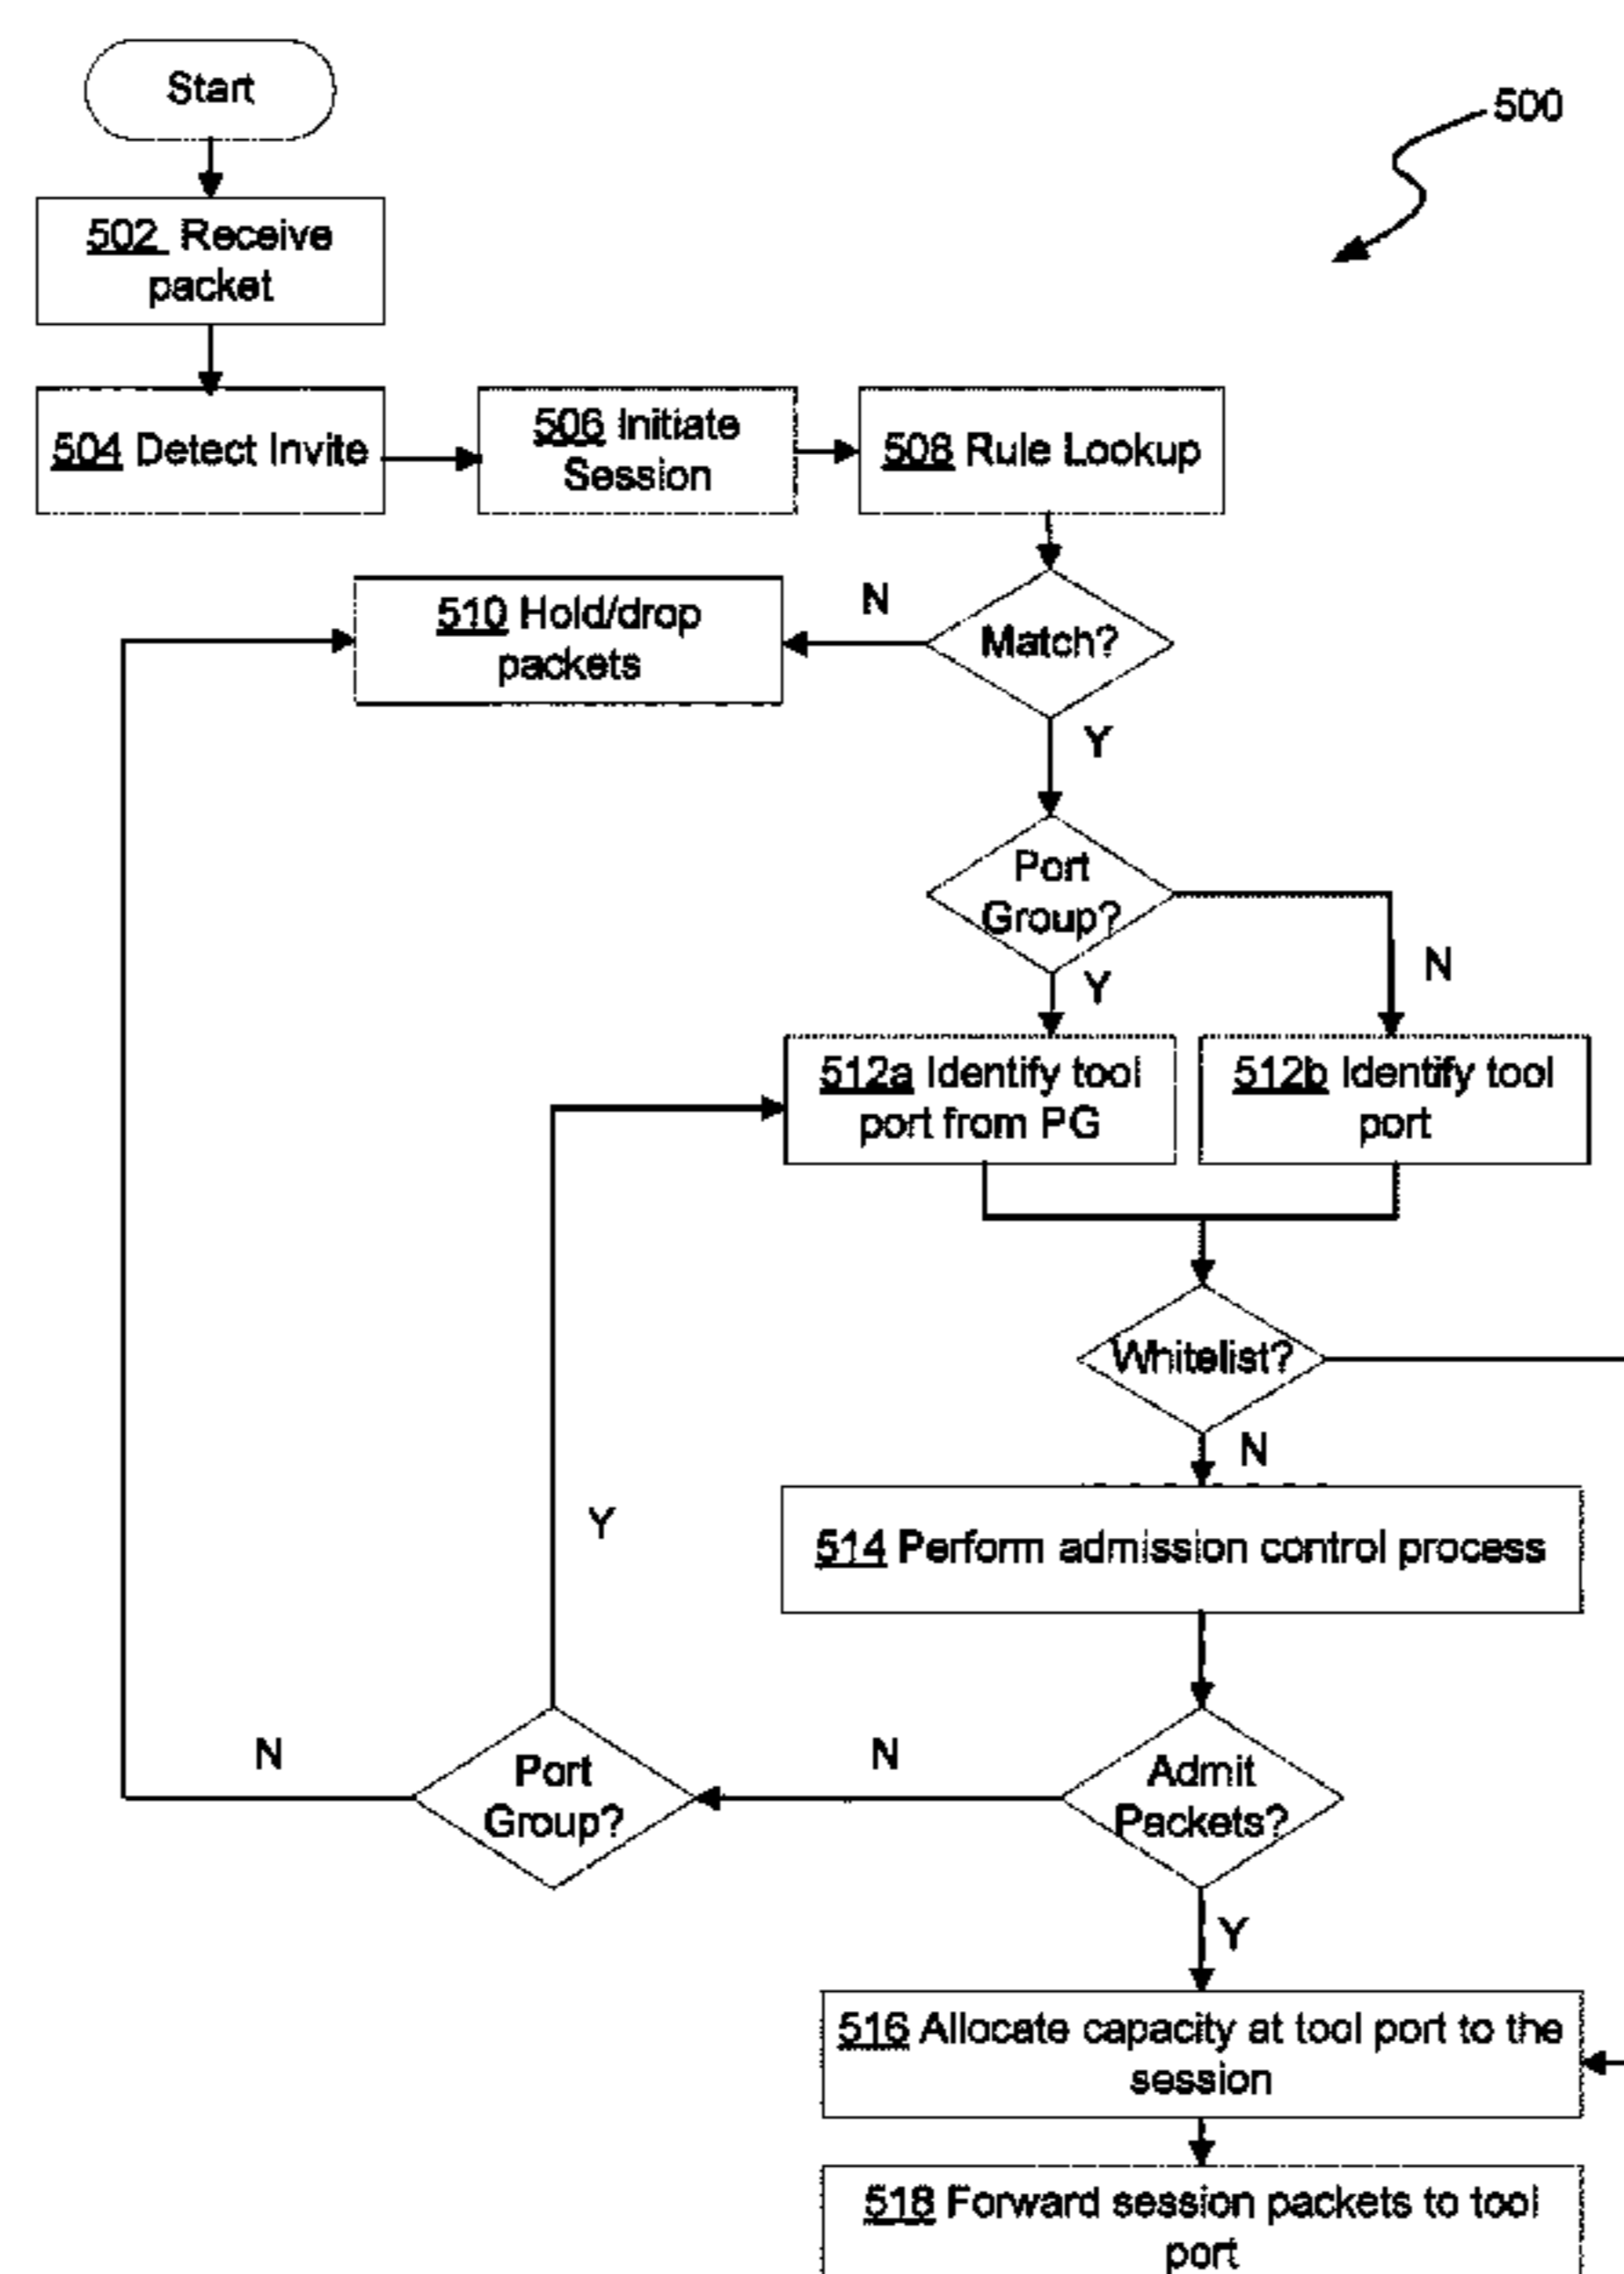 Start
500
502 Receive
packet
504 Detect Invite
506 Initiate
Session
508 Rule Lookup
510 Hold/drop
packets
N
Match?
Y
Port
Group?
N
Y
512a Identify tool
port from PG
512b Identify tool
port
Whitelist?
N
514 Perform admission control process
Y
N
Port
Group?
N
Admit
Packets?
Y
516 Allocate capacity at tool port to the
session
518 Forward session packets to tool
port